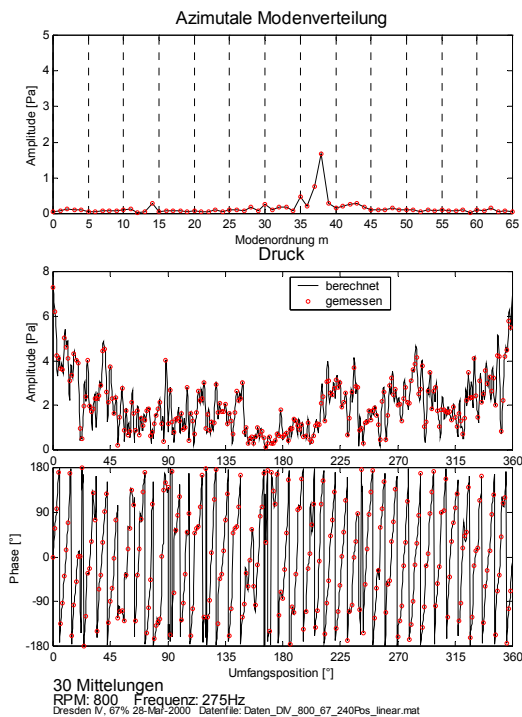 Azimutale Modenverteilung
5
4
3
2
1
0
Amplitude [Pa]
0 5 10 15 20 25 30 35 40 45 50 55 60 65
Modenordnung m
Druck
8
6
4
2
0
Amplitude [Pa]
berechnet
gemessen
0 45 90 135 180 225 270 315 360
180
90
0
-90
-180
Phase [°]
0 45 90 135 180 225 270 315 360
Umfangsposition [°]
30 Mittelungen
RPM: 800 Frequenz: 275Hz
Dresden IV, 67% 28-Mar-2000 Datenfile: Daten_DIV_800_67_240Pos_linear.mat